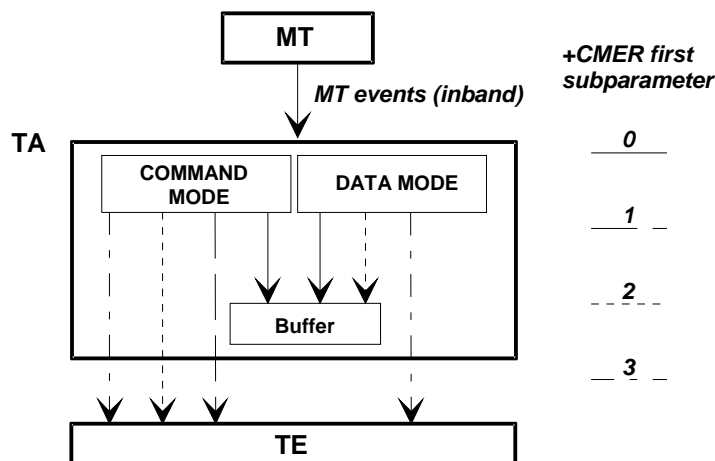 MT
+CMER first
subparameter
MT events (inband)
TA
0
COMMAND
MODE
DATA MODE
1
2
Buffer
3
TE